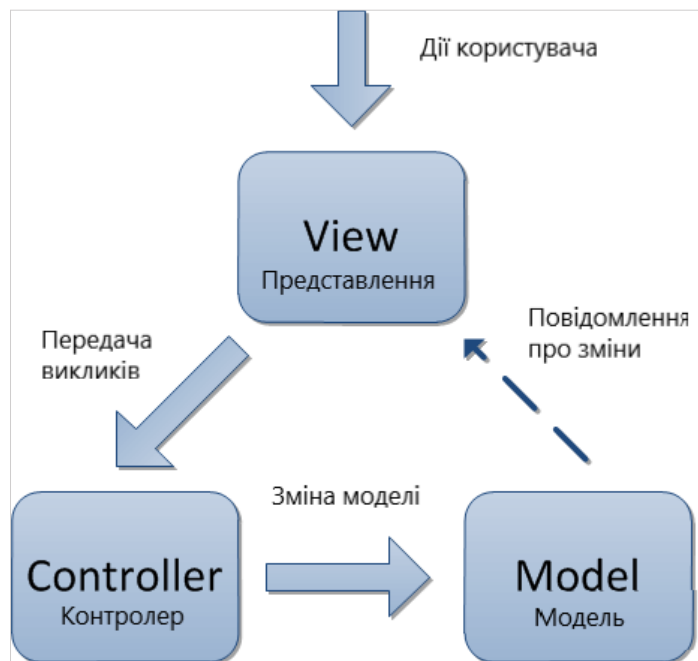 Дії користувача
View
Представлення
Передача
викликів
Повідомлення
про зміни
Зміна моделі
Controller
Контролер
Model
Модель